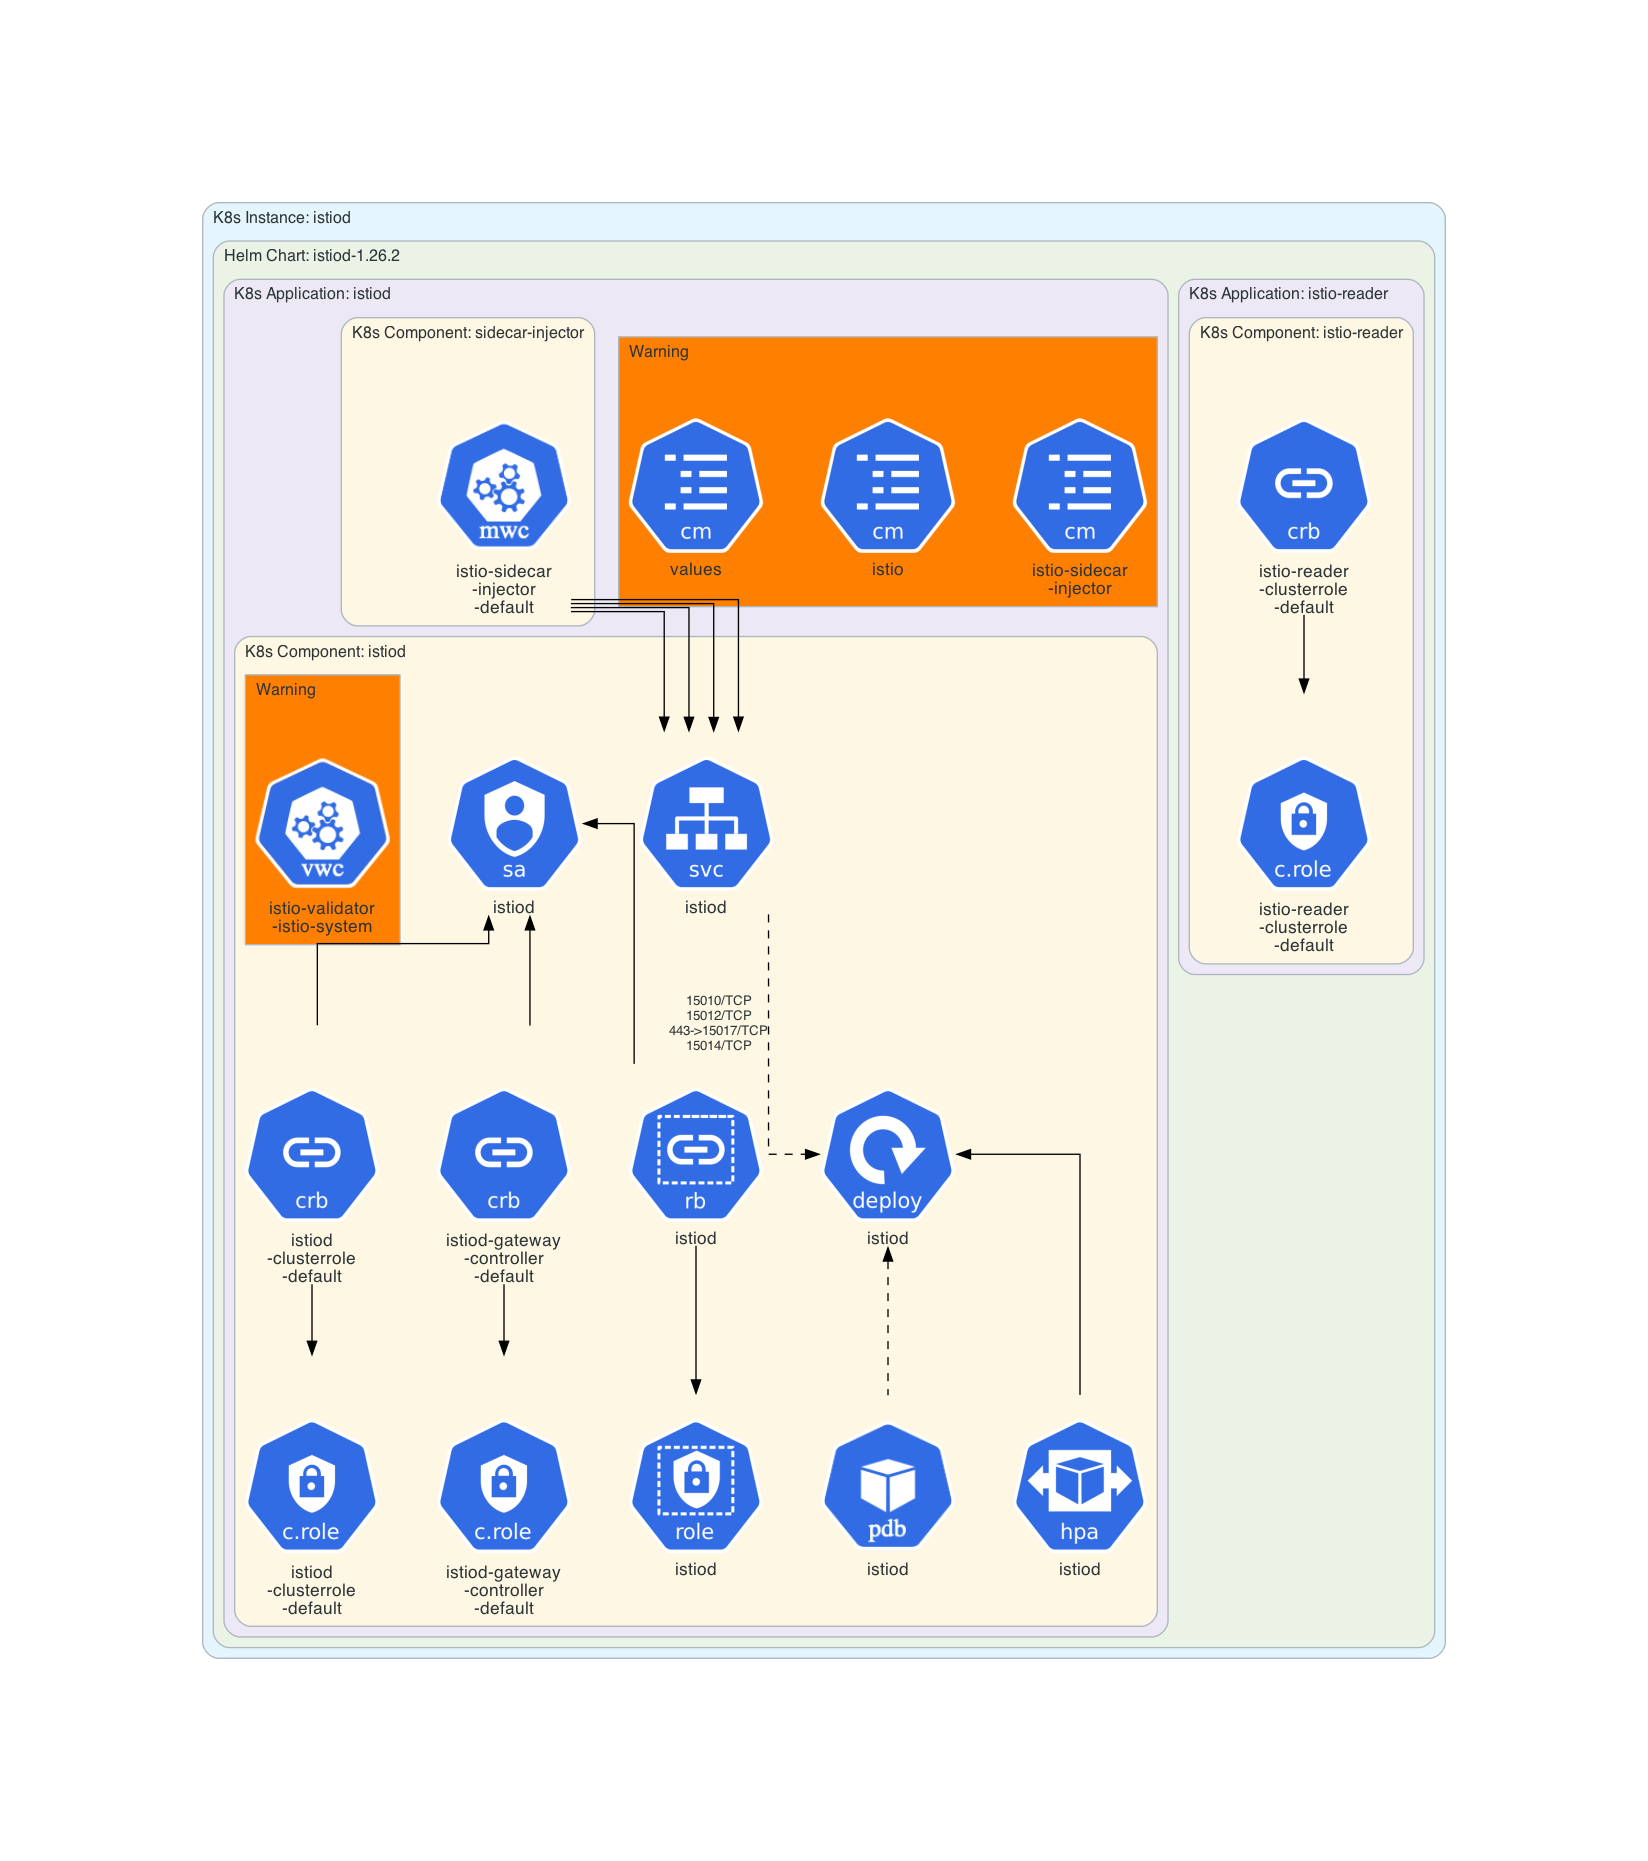 K8s Instance: istiod
Helm Chart: istiod-1.26.2
K8s Application: istiod
K8s Component: sidecar-injector
mwc
istio-sidecar
-injector
-default
Warning
cm
values
cm
istio
cm
istio-sidecar
-injector
K8s Application: istio-reader
K8s Component: istio-reader
crb
istio-reader
-clusterrole
-default
c.role
istio-reader
-clusterrole
-default
K8s Component: istiod
Warning
vwc
istio-validator
-istio-system
sa
istiod
svc
istiod
15010/TCP
15012/TCP
443->15017/TCP
15014/TCP
crb
istiod
-clusterrole
-default
crb
istiod-gateway
-controller
-default
rb
istiod
deploy
istiod
c.role
istiod
-clusterrole
-default
c.role
istiod-gateway
-controller
-default
role
istiod
pdb
istiod
hpa
istiod